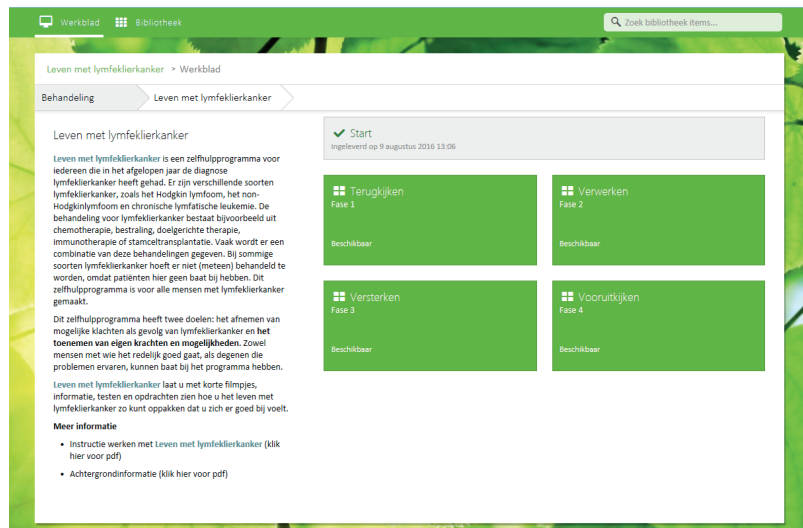 Werkblad Bibliotheek Zoek bibliotheek items...
Leven met lymfeklierkanker > Werkblad
Behandeling Leven met lymfeklierkanker
Leven met lymfeklierkanker
Leven met lymfeklierkanker is een zelfhulpprogramma voor
iedereen die in het afgelopen jaar de diagnose
lymfeklierkanker heeft gehad. Er zijn verschillende soorten
lymfeklierkanker, zoals het Hodgkin lymfoom, het non-
Hodgkinlymfoom en chronische lymfatische leukemie. De
behandeling voor lymfeklierkanker bestaat bijvoorbeeld uit
chemotherapie, bestraling, doelgerichte therapie,
immunotherapie of stamceltransplantatie. Vaak wordt er een
combinatie van deze behandelingen gegeven. Bij sommige
soorten lymfeklierkanker hoeft er niet (meteen) behandeld te
worden, omdat patiënten hier geen baat bij hebben. Dit
zelfhulpprogramma is voor alle mensen met lymfeklierkanker
gemaakt.
Dit zelfhulpprogramma heeft twee doelen: het afnemen van
mogelijke klachten als gevolg van lymfeklierkanker en het
toenemen van eigen krachten en mogelijkheden. Zowel
mensen met wie het redelijk goed gaat, als degenen die
problemen ervaren, kunnen baat bij het programma hebben.
Leven met lymfeklierkanker laat u met korte filmpjes,
informatie, testen en opdrachten zien hoe u het leven met
lymfeklierkanker zo kunt oppakken dat u zich er goed bij voelt.
Meer informatie
• Instructie werken met Leven met lymfeklierkanker (klik
hier voor pdf)
• Achtergrondinformatie (klik hier voor pdf)
Start
Ingeleverd op 9 augustus 2016 13:06
Terugkijken
Fase 1
Beschikbaar
Verwerken
Fase 2
Beschikbaar
Versterken
Fase 3
Beschikbaar
Vooruitkijken
Fase 4
Beschikbaar